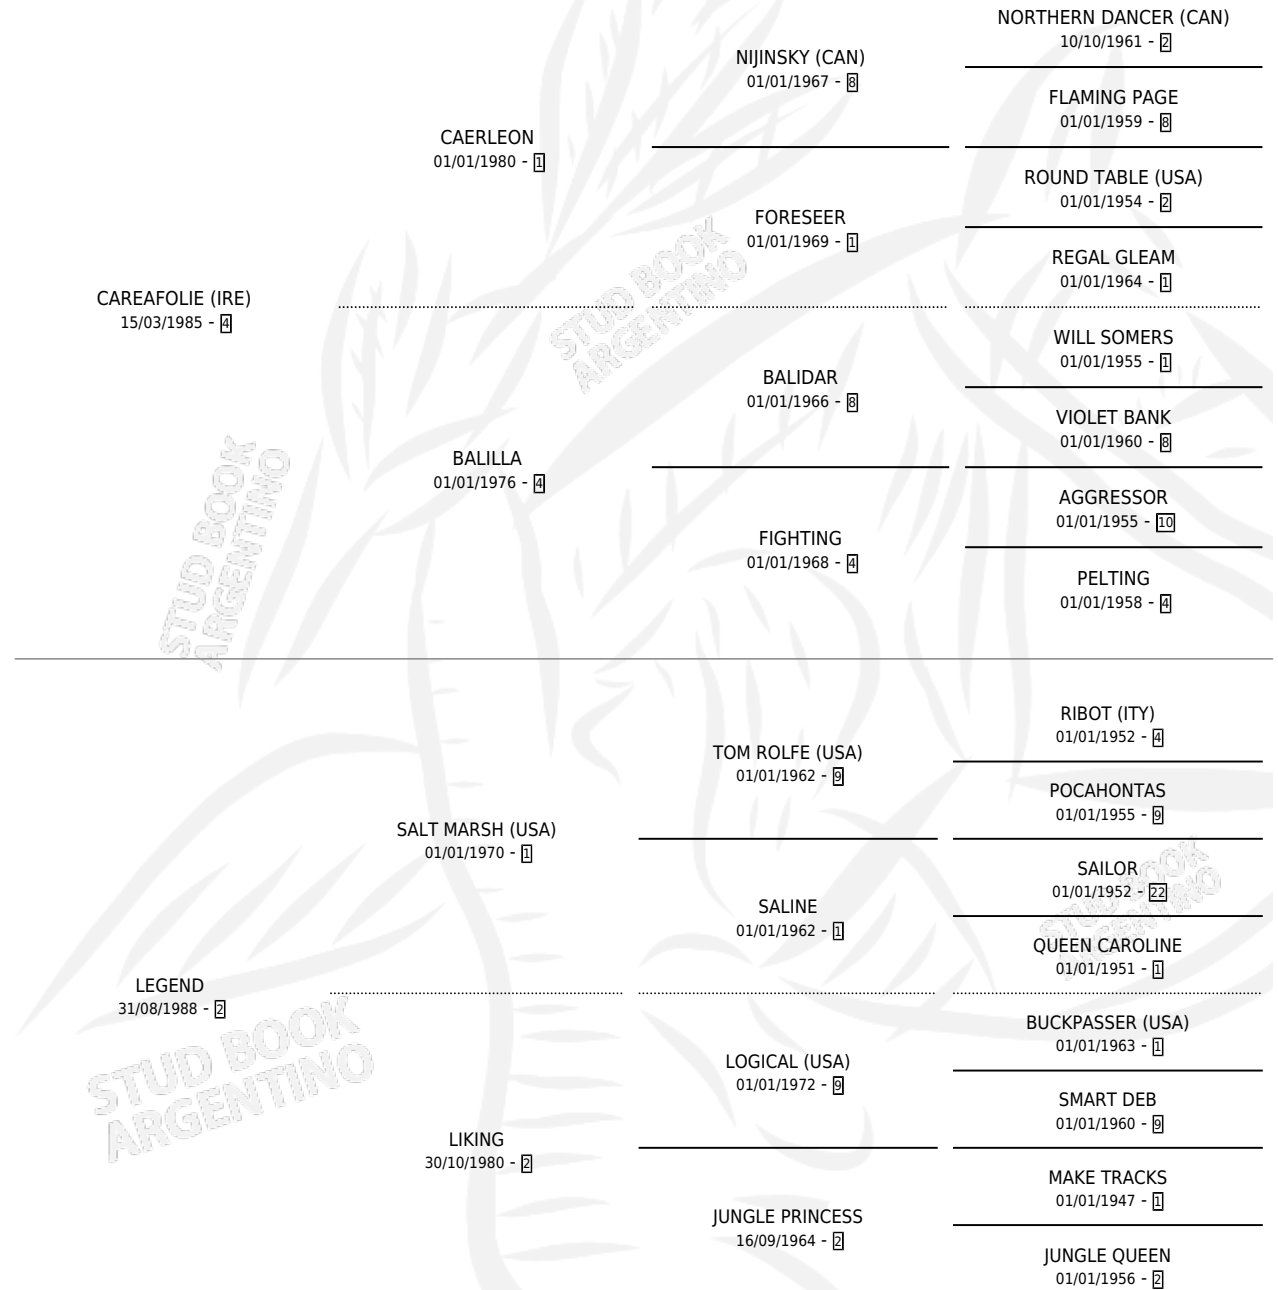 NORTHERN DANCER (CAN)
10/10/1961 - 2
NIJINSKY (CAN)
01/01/1967 - 8
FLAMING PAGE
01/01/1959 - 8
CAERLEON
01/01/1980 - 1
ROUND TABLE (USA)
01/01/1954 - 2
FORESEER
01/01/1969 - 1
REGAL GLEAM
01/01/1964 - 1
CAREAFOLIE (IRE)
15/03/1985 - 4
WILL SOMERS
01/01/1955 - 1
BALIDAR
01/01/1966 - 8
VIOLET BANK
01/01/1960 - 8
BALILLA
01/01/1976 - 4
AGGRESSOR
01/01/1955 - 10
FIGHTING
01/01/1968 - 4
PELTING
01/01/1958 - 4
STUD BOOK
ARGENTINO
STUD BOOK
ARGENTINO
RIBOT (ITY)
01/01/1952 - 4
TOM ROLFE (USA)
01/01/1962 - 9
POCAHONTAS
01/01/1955 - 9
SALT MARSH (USA)
01/01/1970 - 1
SAILOR
01/01/1952 - 22
SALINE
01/01/1962 - 1
QUEEN CAROLINE
01/01/1951 - 1
LEGEND
31/08/1988 - 2
BUCKPASSER (USA)
01/01/1963 - 1
LOGICAL (USA)
01/01/1972 - 9
SMART DEB
01/01/1960 - 9
LIKING
30/10/1980 - 2
MAKE TRACKS
01/01/1947 - 1
JUNGLE PRINCESS
16/09/1964 - 2
JUNGLE QUEEN
01/01/1956 - 2
STUD BOOK
ARGENTINO
STUD BOOK
ARGENTINO